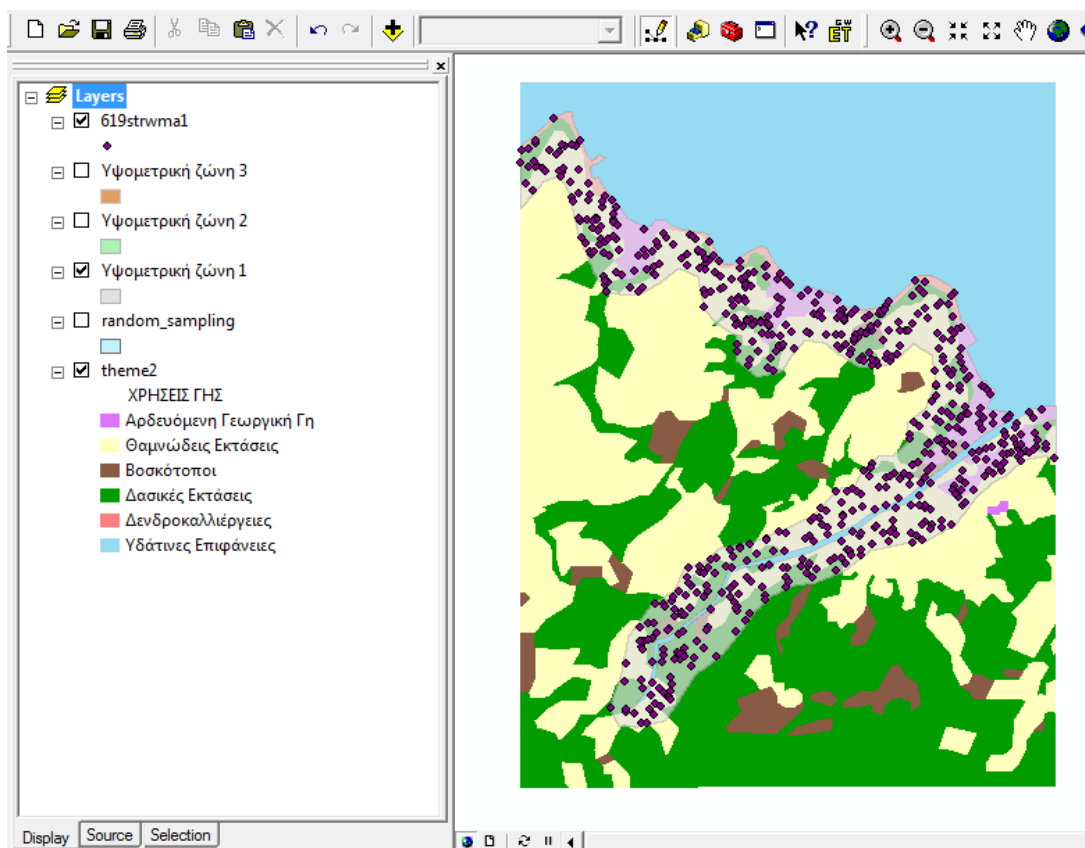 ET
Layers
619strwma1
Υψομετρική ζώνη 3
Υψομετρική ζώνη 2
Υψομετρική ζώνη 1
random_sampling
theme2
ΧΡΗΣΕΙΣ ΓΗΣ
Αρδευόμενη Γεωργική Γη
Θαμνώδεις Εκτάσεις
Βοσκότοποι
Δασικές Εκτάσεις
Δενδροκαλλιέργειες
Υδάτινες Επιφάνειες
Display Source Selection